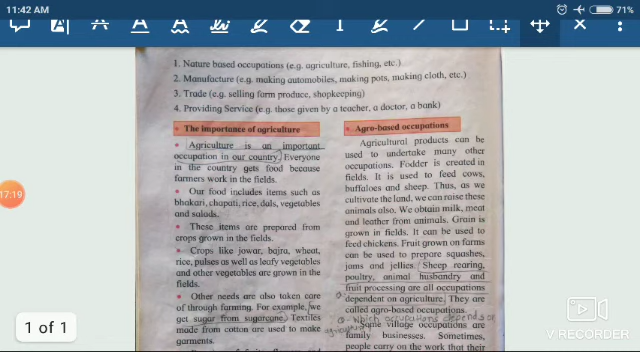 11:42 AM
71%
1. Nature based occupations (e.g. agriculture, fishing, etc.)
2. Manufacture (e.g. making automobiles, making pots, making cloth, etc.)
3. Trade (e.g. selling farm produce, shopkeeping)
4. Providing Service (e.g. those given by a teacher, a doctor, a bank)
The importance of agriculture
Agriculture is an important
occupation in our country. Everyone
in the country gets food because
farmers work in the fields.
Our food includes items such as
bhakari, chapati, rice, dals, vegetables
and salads.
These items are prepared from
crops grown in the fields.
Crops like jowar, bajra, wheat,
rice, pulses as well as leafy vegetables
and other vegetables are grown in the
fields.
Other needs are also taken care
of through farming. For example, we
get sugar from sugarcane. Textiles
made from cotton are used to make
garments.
Agro-based occupations
Agricultural products can be
used to undertake many other
occupations. Fodder is created in
fields. It is used to feed cows,
buffaloes and sheep. Thus, as we
cultivate the land, we can raise these
animals also. We obtain milk, meat
and leather from animals. Grain is
grown in fields. It can be used to
feed chickens. Fruit grown on farms
can be used to prepare squashes,
jams and jellies. Sheep rearing,
poultry, animal husbandry and
fruit processing are all occupations
dependent on agriculture. They are
called agro-based occupations.
Q - Which occupations depends on
Some village occupations are
family businesses. Sometimes,
people carry on the work that their
17:19
1 of 1
V RECORDER